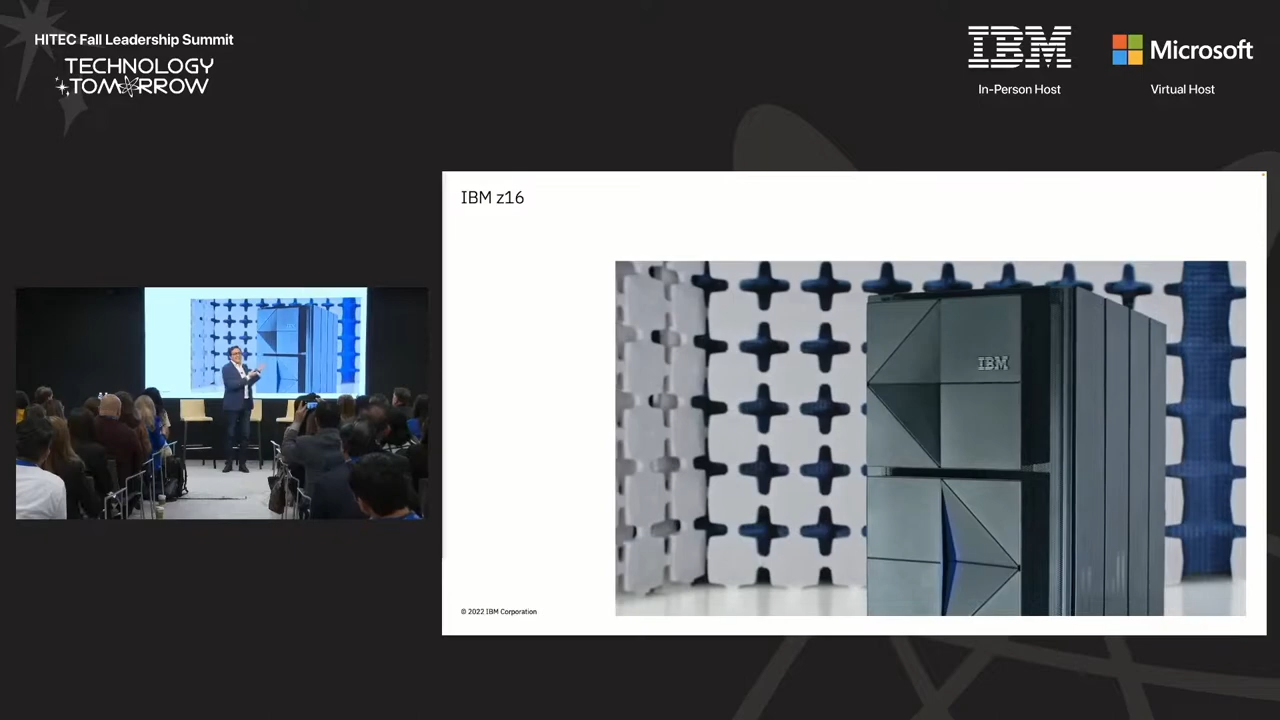 HITEC Fall Leadership Summit
TECHNOLOGY
TOMORROW
IBM
In-Person Host
Microsoft
Virtual Host
IBM z16
IBM
© 2022 IBM Corporation